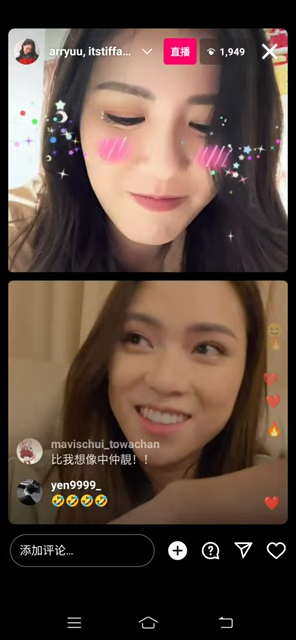 arryuu, itstiffa...
直播
1,949
mavischui_towachan
比我想像中仲靚！！
yen9999_
🤣🤣🤣🤣
添加评论...